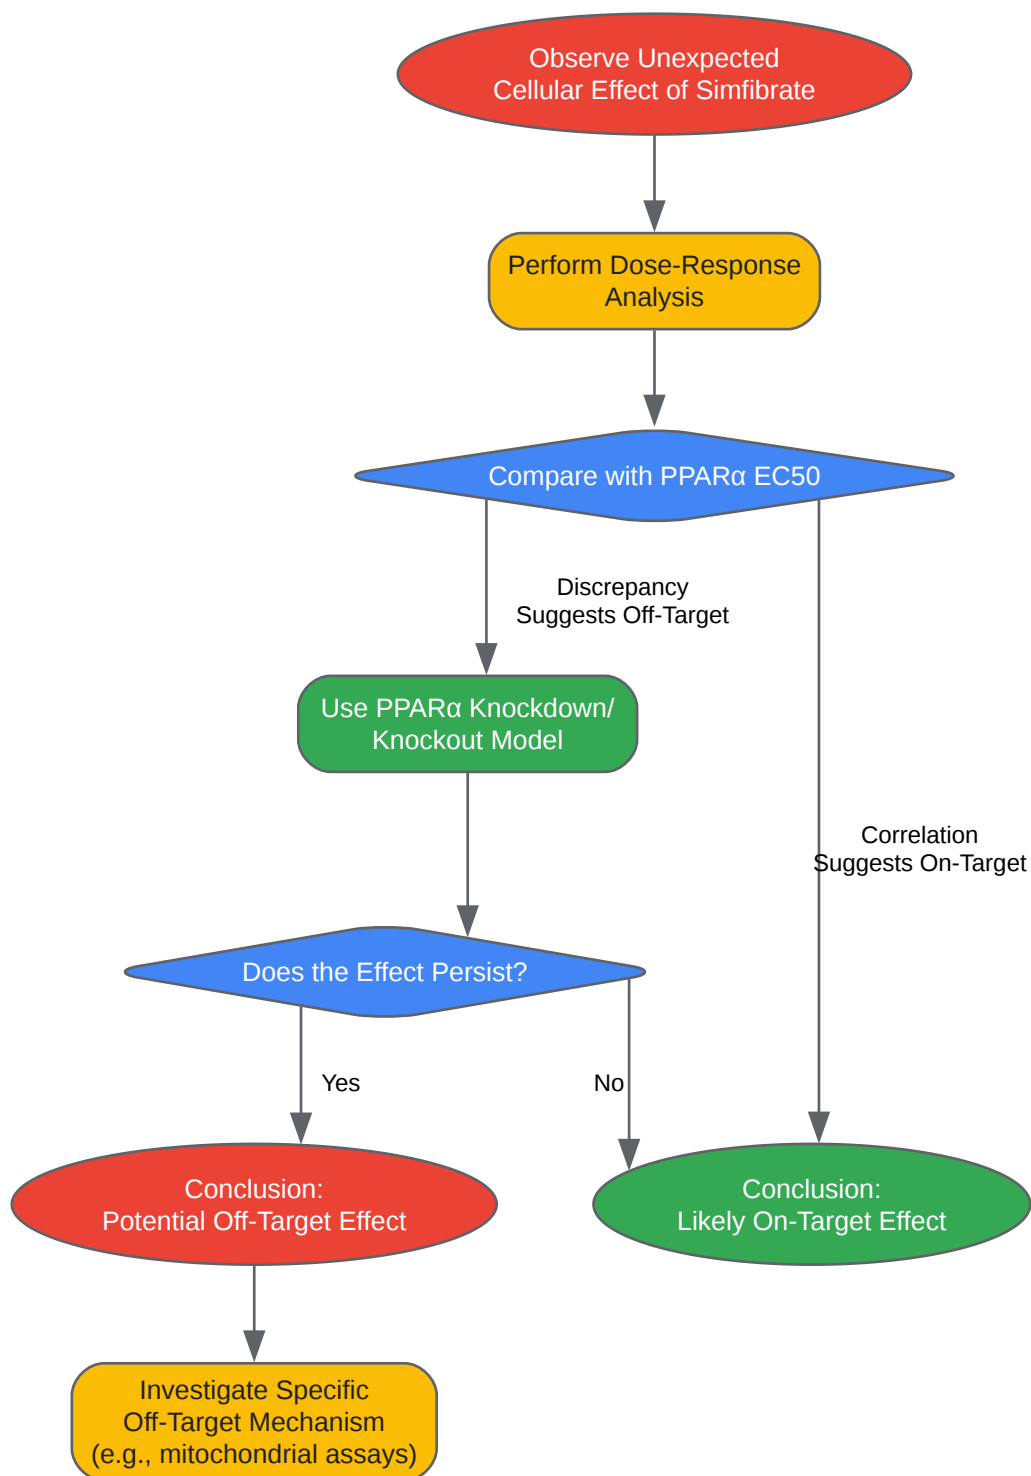 Observe Unexpected
Cellular Effect of Simfibrate
Perform Dose-Response
Analysis
Compare with PPARα EC50
Discrepancy
Suggests Off-Target
Use PPARα Knockdown/
Knockout Model
Correlation
Suggests On-Target
Does the Effect Persist?
Yes
No
Conclusion:
Potential Off-Target Effect
Conclusion:
Likely On-Target Effect
Investigate Specific
Off-Target Mechanism
(e.g., mitochondrial assays)